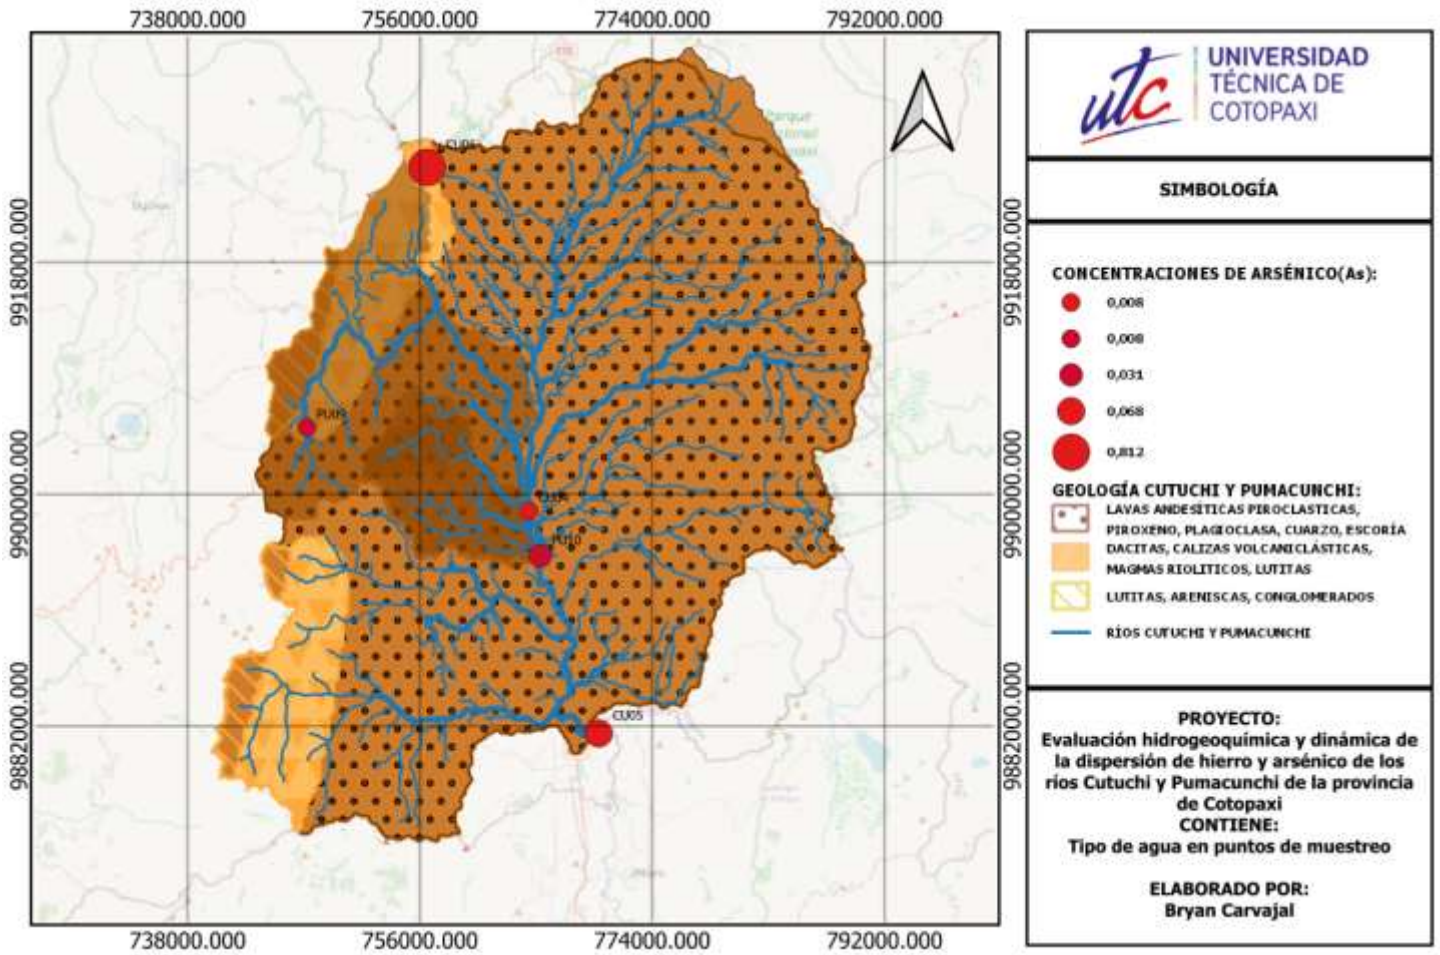 738000.000 756000.000 774000.000 792000.000
9918000.000
9900000.000
9882000.000
CU06
PU09
PU10
CU05
9918000.000
9900000.000
9882000.000
738000.000 756000.000 774000.000 792000.000
utc
UNIVERSIDAD
TÉCNICA DE
COTOPAXI
SIMBOLOGÍA
CONCENTRACIONES DE ARSÉNICO(As):
0,008
0,008
0,031
0,068
0,812
GEOLOGÍA CUTUCHI Y PUMACUNCHI:
LAVAS ANDESÍTICAS PIROCLASTICAS,
PIROXENO, PLAGIOCLASA, CUARZO, ESCORÍA
DACITAS, CALIZAS VOLCANICLÁSTICAS,
MAGMAS RIOLITICOS, LUTITAS
LUTITAS, ARENISCAS, CONGLOMERADOS
RÍOS CUTUCHI Y PUMACUNCHI
PROYECTO:
Evaluación hidrogeoquímica y dinámica de
la dispersión de hierro y arsénico de los
ríos Cutuchi y Pumacunchi de la provincia
de Cotopaxi
CONTIENE:
Tipo de agua en puntos de muestreo
ELABORADO POR:
Bryan Carvajal